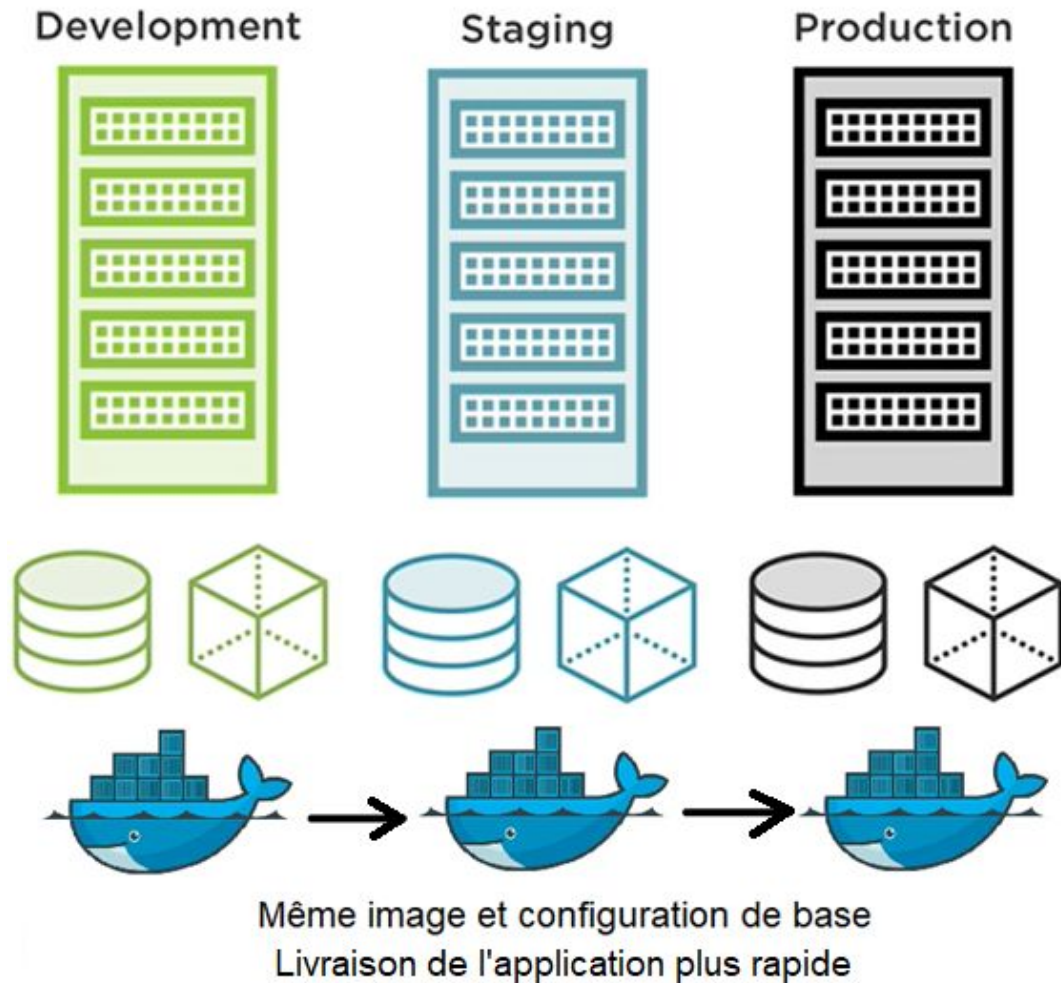 Development
Staging
Production
Même image et configuration de base
Livraison de l'application plus rapide